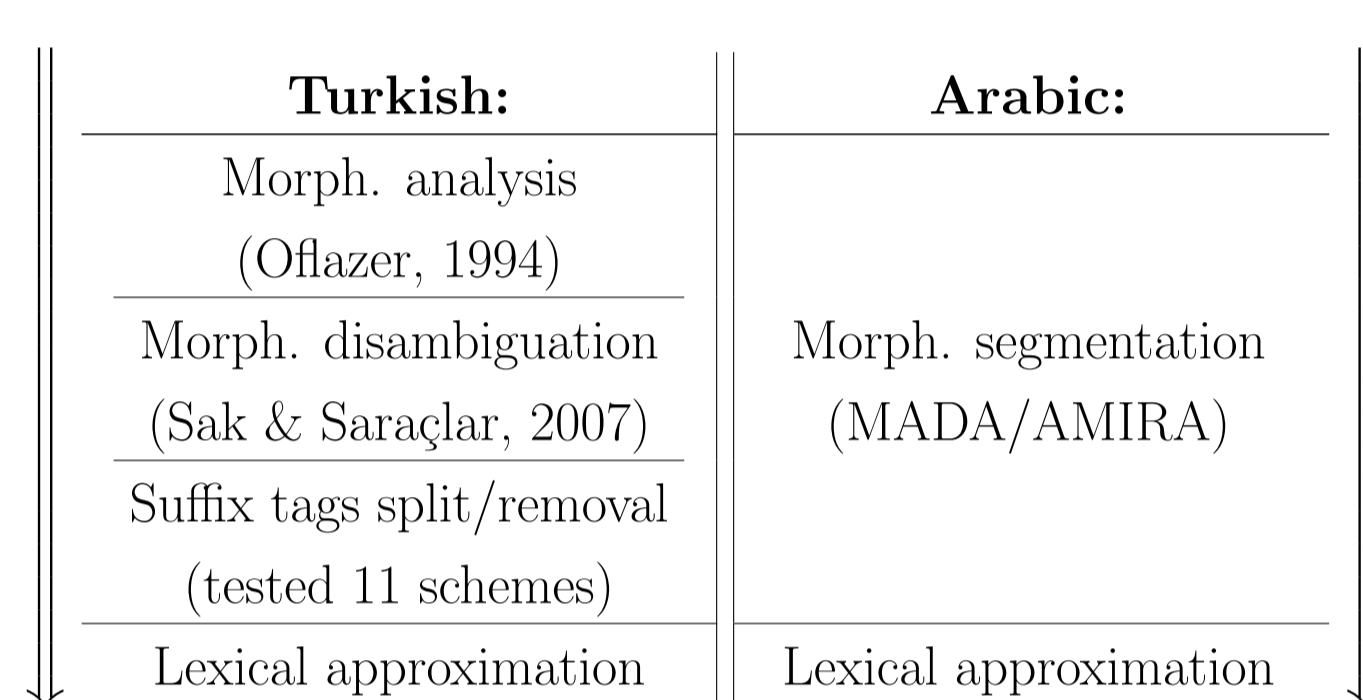 Turkish:
Morph. analysis
(Oflazer, 1994)
Morph. disambiguation
(Sak & Saraçlar, 2007)
Suffix tags split/removal
(tested 11 schemes)
Lexical approximation
Arabic:
Morph. segmentation
(MADA/AMIRA)
Lexical approximation